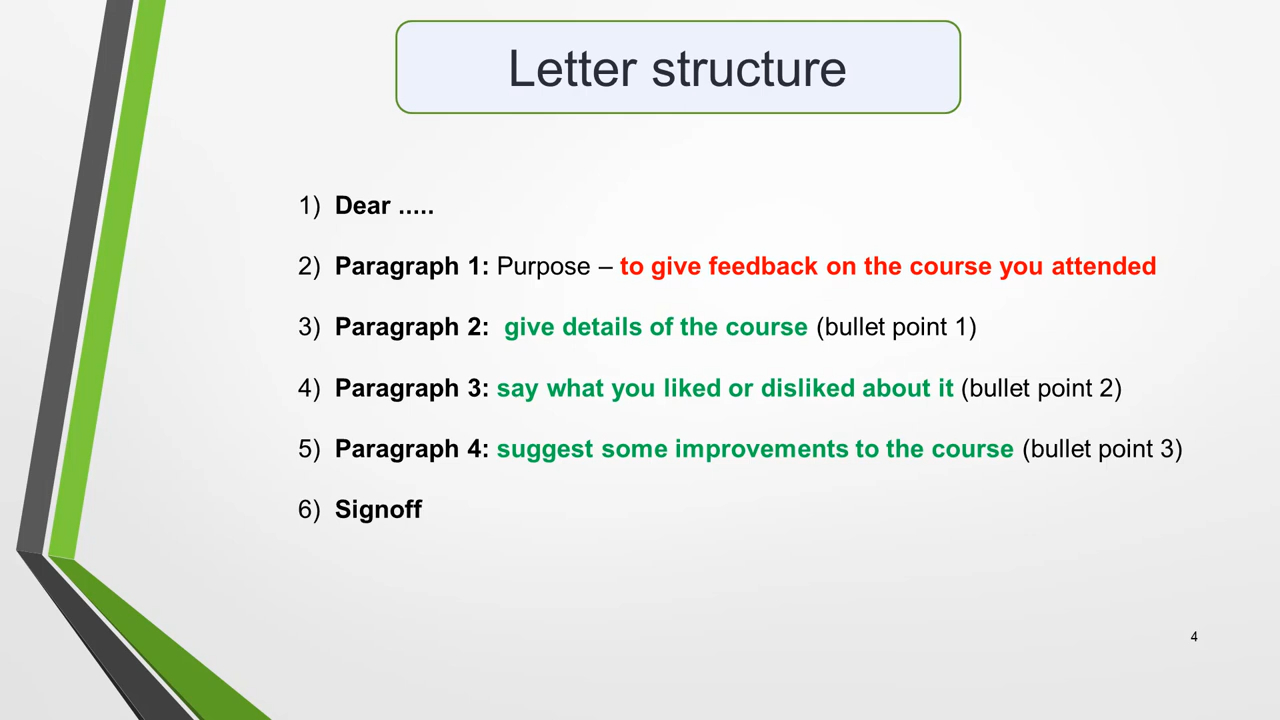 Letter structure
1) Dear .....
2) Paragraph 1: Purpose – to give feedback on the course you attended
3) Paragraph 2: give details of the course (bullet point 1)
4) Paragraph 3: say what you liked or disliked about it (bullet point 2)
5) Paragraph 4: suggest some improvements to the course (bullet point 3)
6) Signoff
4